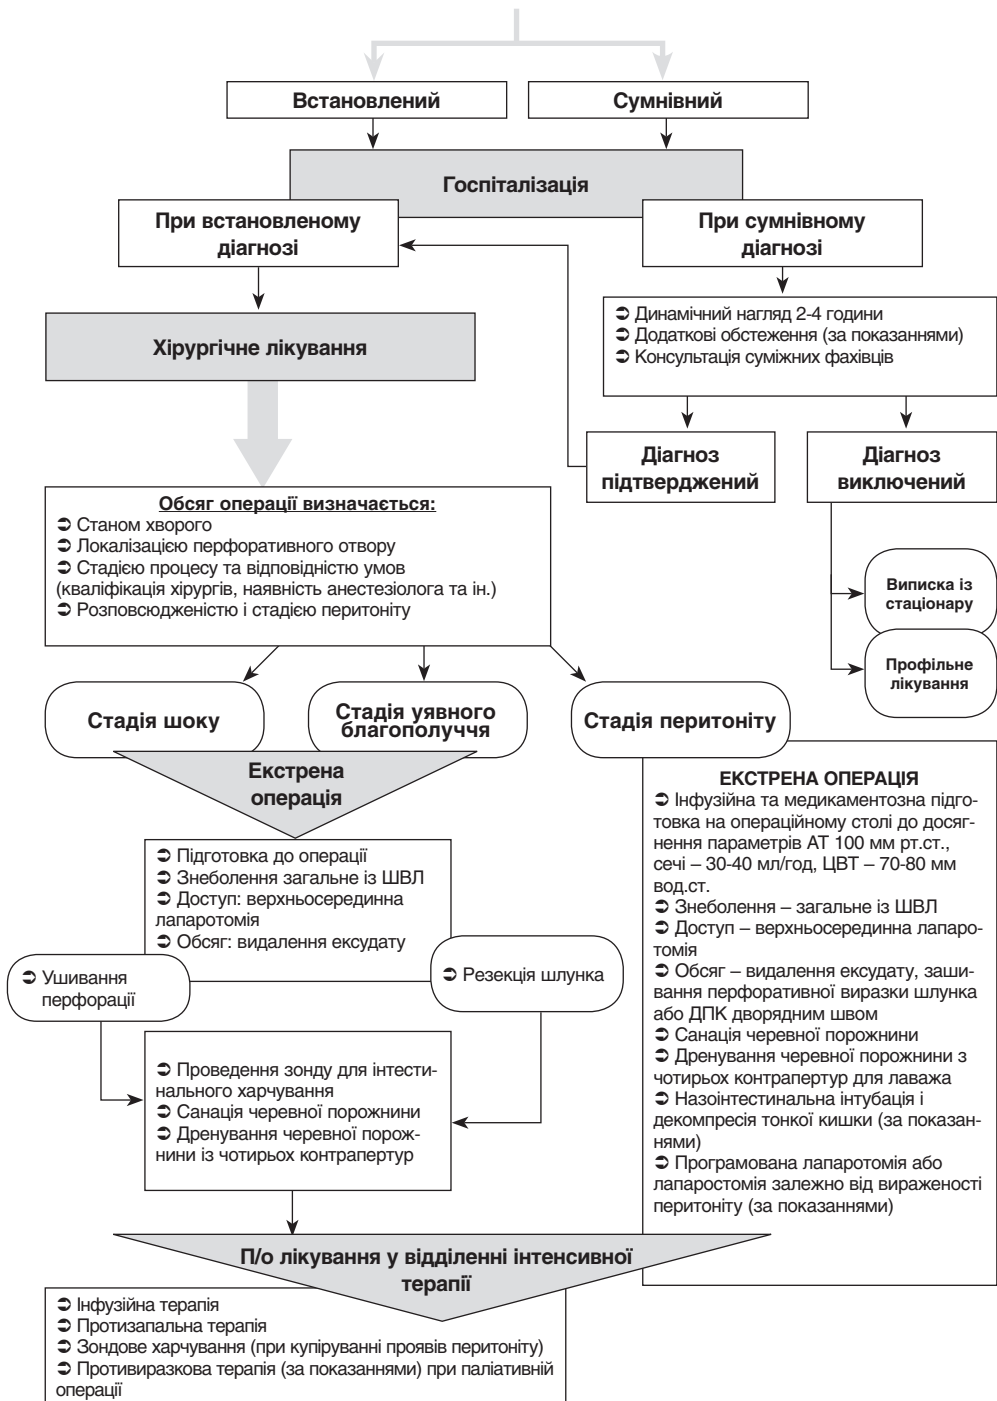 Встановлений
Сумнівний
Госпіталізація
При встановленому
діагнозі
При сумнівному
діагнозі
Хірургічне лікування
➲ Динамічний нагляд 2-4 години
➲ Додаткові обстеження (за показаннями)
➲ Консультація суміжних фахівців
Діагноз
підтверджений
Діагноз
виключений
Обсяг операції визначається:
➲ Станом хворого
➲ Локалізацією перфоративного отвору
➲ Стадією процесу та відповідністю умов
(кваліфікація хірургів, наявність анестезіолога та ін.)
➲ Розповсюдженістю і стадією перитоніту
Виписка із
стаціонару
Профільне
лікування
Стадія шоку
Стадія уявного
благополуччя
Стадія перитоніту
Екстрена
операція
➲ Підготовка до операції
➲ Знеболення загальне із ШВЛ
➲ Доступ: верхньосерединна
лапаротомія
➲ Обсяг: видалення ексудату
➲ Ушивання
перфорації
➲ Резекція шлунка
➲ Проведення зонду для інтести-
нального харчування
➲ Санація черевної порожнини
➲ Дренування черевної порож-
нини із чотирьох контрапертур
ЕКСТРЕНА ОПЕРАЦІЯ
➲ Інфузійна та медикаментозна підго-
товка на операційному столі до досяг-
нення параметрів АТ 100 мм рт.ст.,
сечі – 30-40 мл/год, ЦВТ – 70-80 мм
вод.ст.
➲ Знеболення – загальне із ШВЛ
➲ Доступ – верхньосерединна лапаро-
томія
➲ Обсяг – видалення ексудату, заши-
вання перфоративної виразки шлунка
або ДПК дворядним швом
➲ Санація черевної порожнини
➲ Дренування черевної порожнини з
чотирьох контрапертур для лаважа
➲ Назоінтестинальна інтубація і
декомпресія тонкої кишки (за показан-
нями)
➲ Програмована лапаротомія або
лапаростомія залежно від вираженості
перитоніту (за показаннями)
П/о лікування у відділенні інтенсивної
терапії
➲ Інфузійна терапія
➲ Протизапальна терапія
➲ Зондове харчування (при купіруванні проявів перитоніту)
➲ Противиразкова терапія (за показаннями) при паліативній
операції